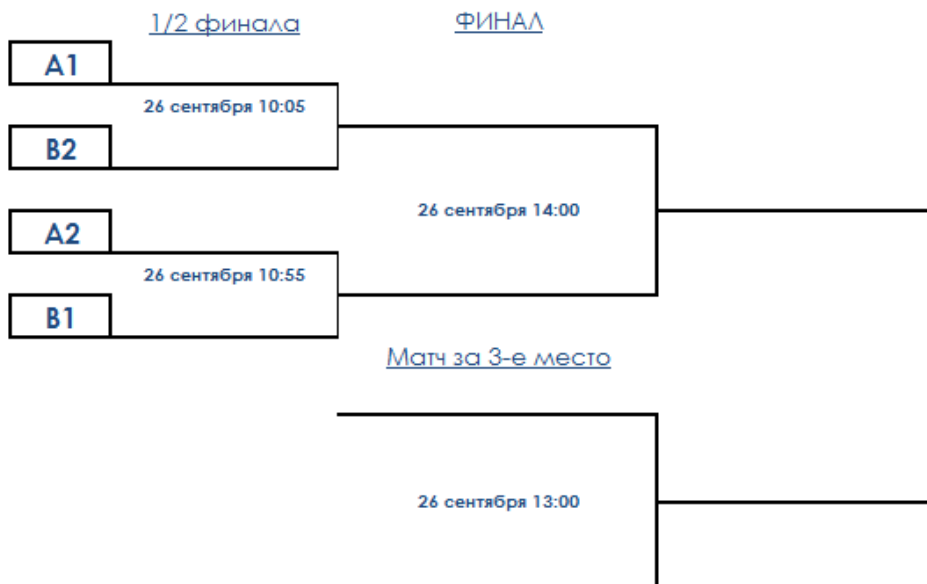 1/2 финала
ФИНАЛ
A1
26 сентября 10:05
B2
26 сентября 14:00
A2
26 сентября 10:55
B1
Матч за 3-е место
26 сентября 13:00